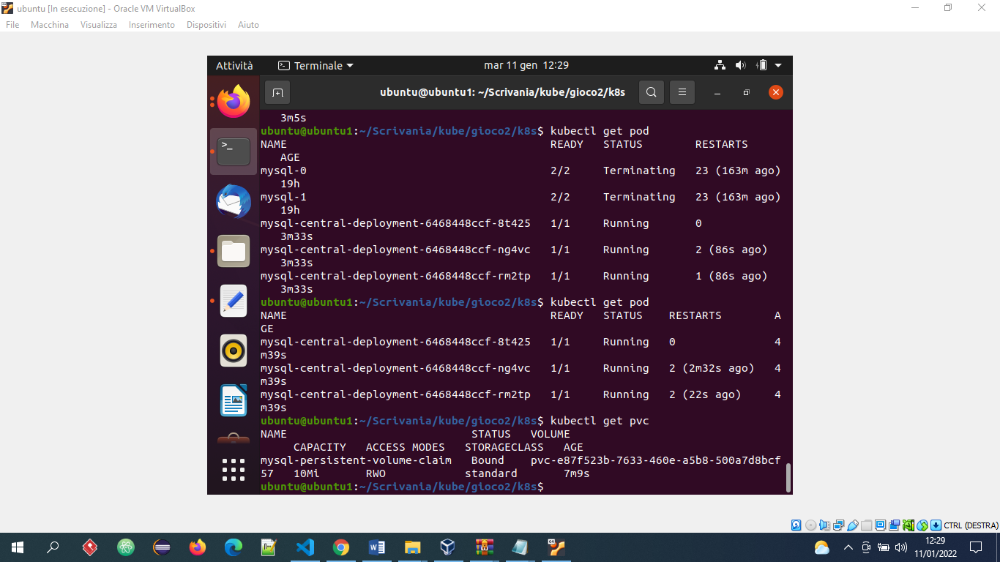 ubuntu [In esecuzione] - Oracle VM VirtualBox
File Macchina Visualizza Inserimento Dispositivi Aiuto
Attività Terminale mar 11 gen 12:29
ubuntu@ubuntu1: ~/Scrivania/kube/gioco2/k8s
3m5s
ubuntu@ubuntu1:~/Scrivania/kube/gioco2/k8s$ kubectl get pod
NAME READY STATUS RESTARTS
AGE
mysql-0 2/2 Terminating 23 (163m ago)
19h
mysql-1 2/2 Terminating 23 (163m ago)
19h
mysql-central-deployment-6468448ccf-8t425 1/1 Running 0
3m33s
mysql-central-deployment-6468448ccf-ng4vc 1/1 Running 2 (86s ago)
3m33s
mysql-central-deployment-6468448ccf-rm2tp 1/1 Running 1 (86s ago)
3m33s
ubuntu@ubuntu1:~/Scrivania/kube/gioco2/k8s$ kubectl get pod
NAME READY STATUS RESTARTS A
GE
mysql-central-deployment-6468448ccf-8t425 1/1 Running 0 4
m39s
mysql-central-deployment-6468448ccf-ng4vc 1/1 Running 2 (2m32s ago) 4
m39s
mysql-central-deployment-6468448ccf-rm2tp 1/1 Running 2 (22s ago) 4
m39s
ubuntu@ubuntu1:~/Scrivania/kube/gioco2/k8s$ kubectl get pvc
NAME STATUS VOLUME
CAPACITY ACCESS MODES STORAGECLASS AGE
mysql-persistent-volume-claim Bound pvc-e87f523b-7633-460e-a5b8-500a7d8bcf
57 10Mi RWO standard 7m9s
ubuntu@ubuntu1:~/Scrivania/kube/gioco2/k8s$
CTRL (DESTRA)
12:29
11/01/2022